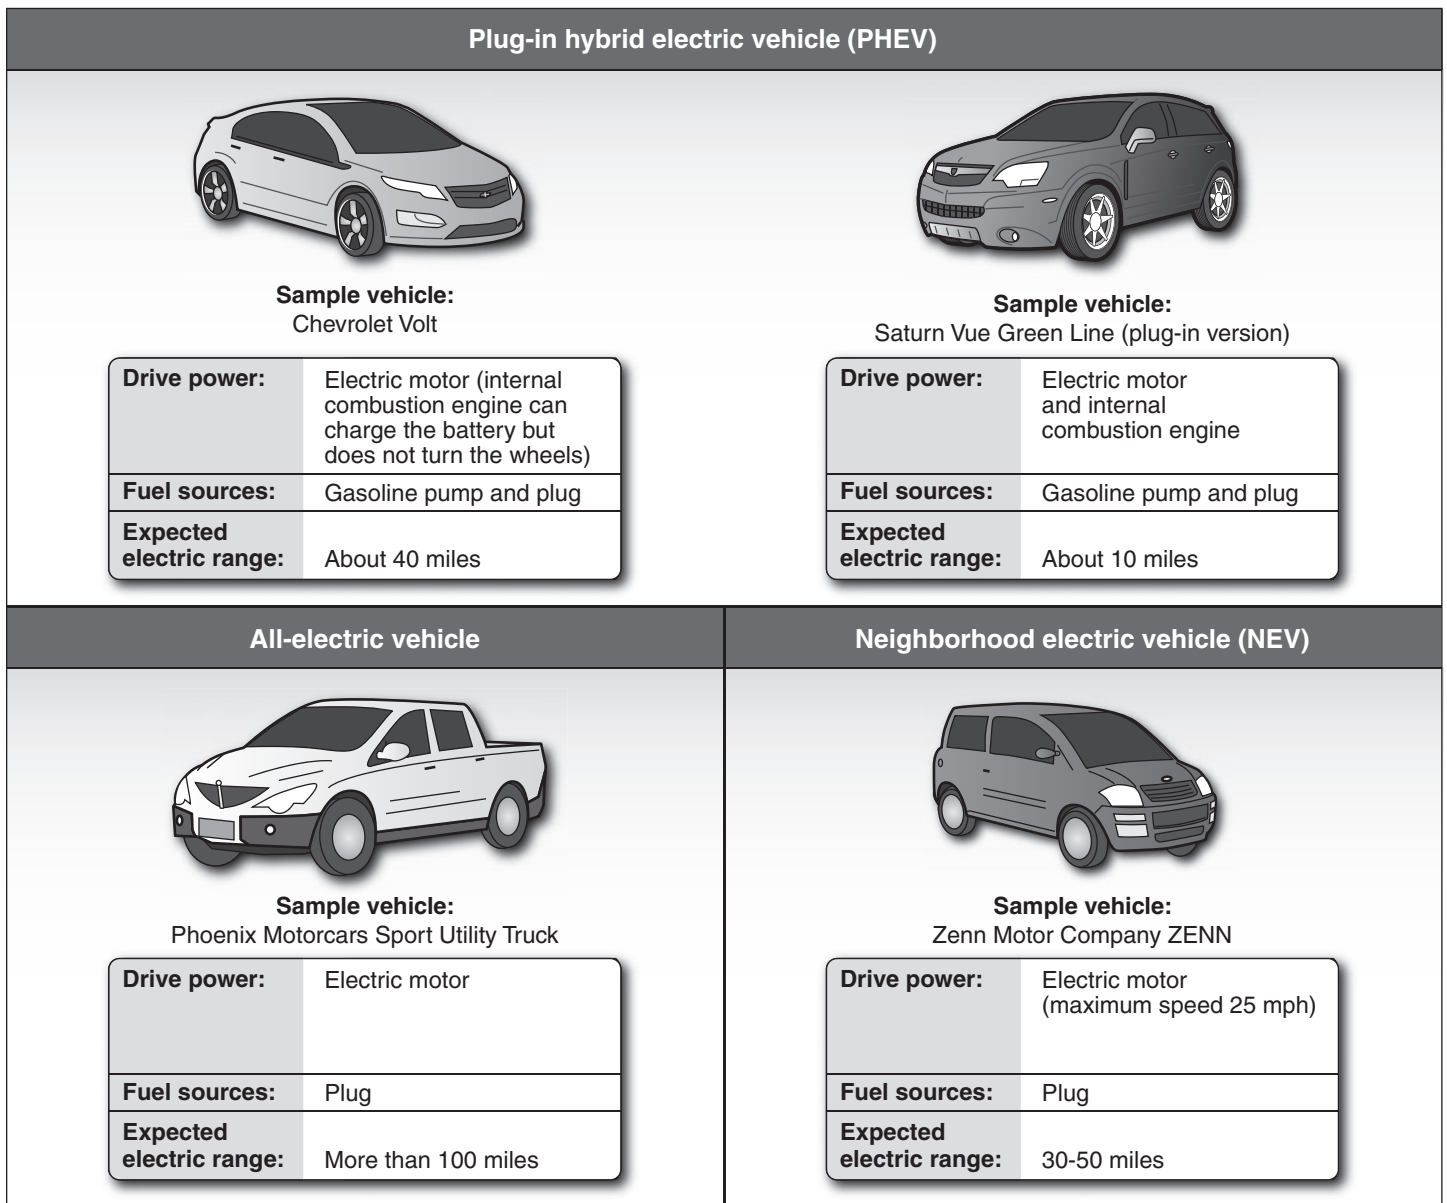 Plug-in hybrid electric vehicle (PHEV)
Sample vehicle:
Chevrolet Volt
Drive power: Electric motor (internal
combustion engine can
charge the battery but
does not turn the wheels)
Fuel sources: Gasoline pump and plug
Expected
electric range: About 40 miles
Sample vehicle:
Saturn Vue Green Line (plug-in version)
Drive power: Electric motor
and internal
combustion engine
Fuel sources: Gasoline pump and plug
Expected
electric range: About 10 miles
All-electric vehicle
Sample vehicle:
Phoenix Motorcars Sport Utility Truck
Drive power: Electric motor
Fuel sources: Plug
Expected
electric range: More than 100 miles
Neighborhood electric vehicle (NEV)
Sample vehicle:
Zenn Motor Company ZENN
Drive power: Electric motor
(maximum speed 25 mph)
Fuel sources: Plug
Expected
electric range: 30-50 miles